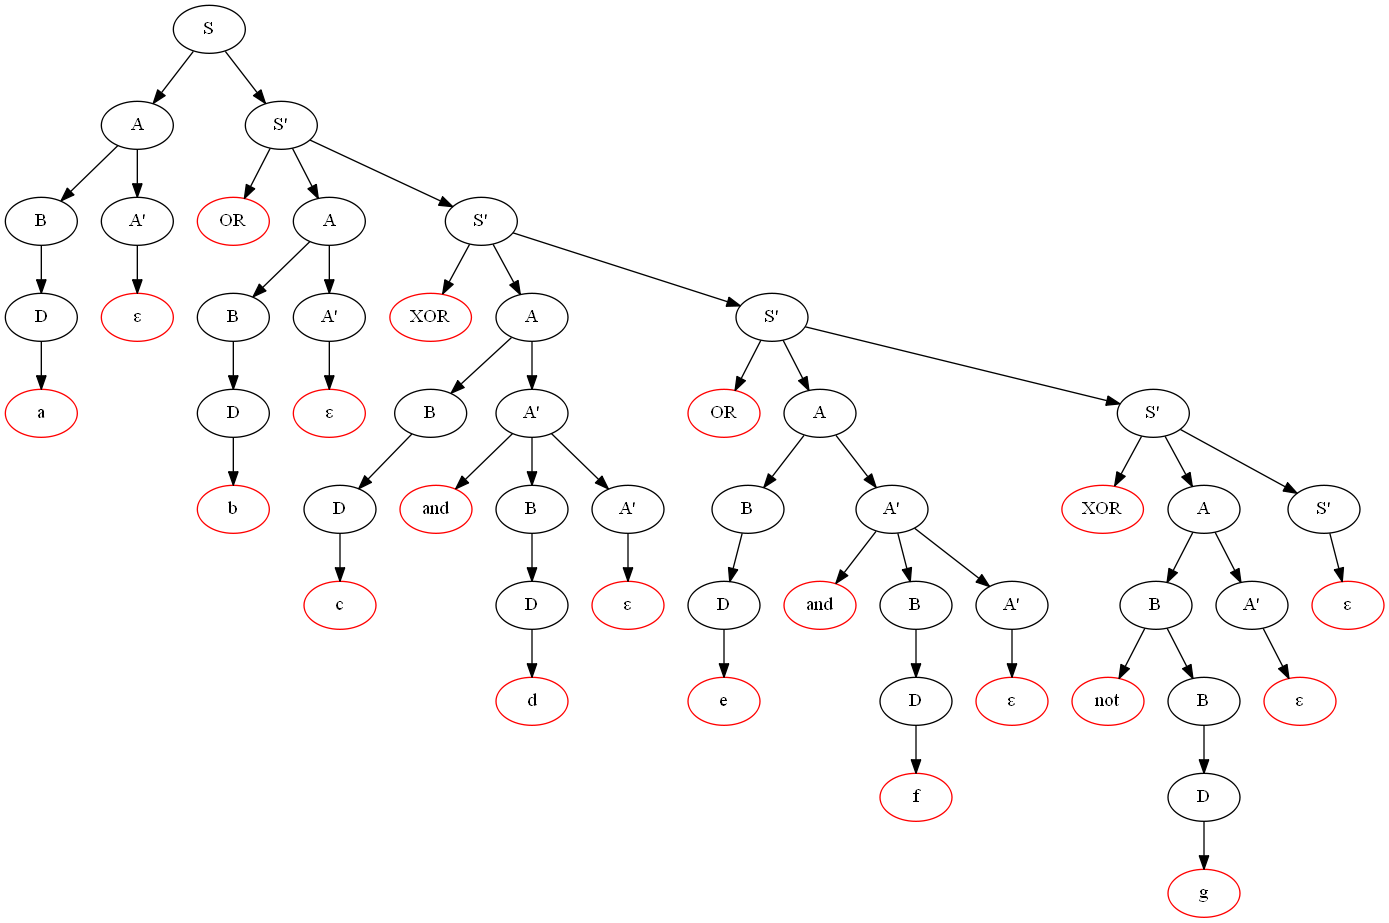 S
A S'
B A' OR A S'
D ε B A' XOR A S'
a D ε B A' OR A S'
b D and B A' B A' XOR A S'
c D ε D and B A' B A' ε
d e D ε not B ε
f D
g